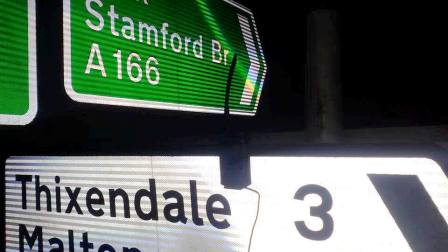 Stamford Br
A166
Thixendale 3
Malton